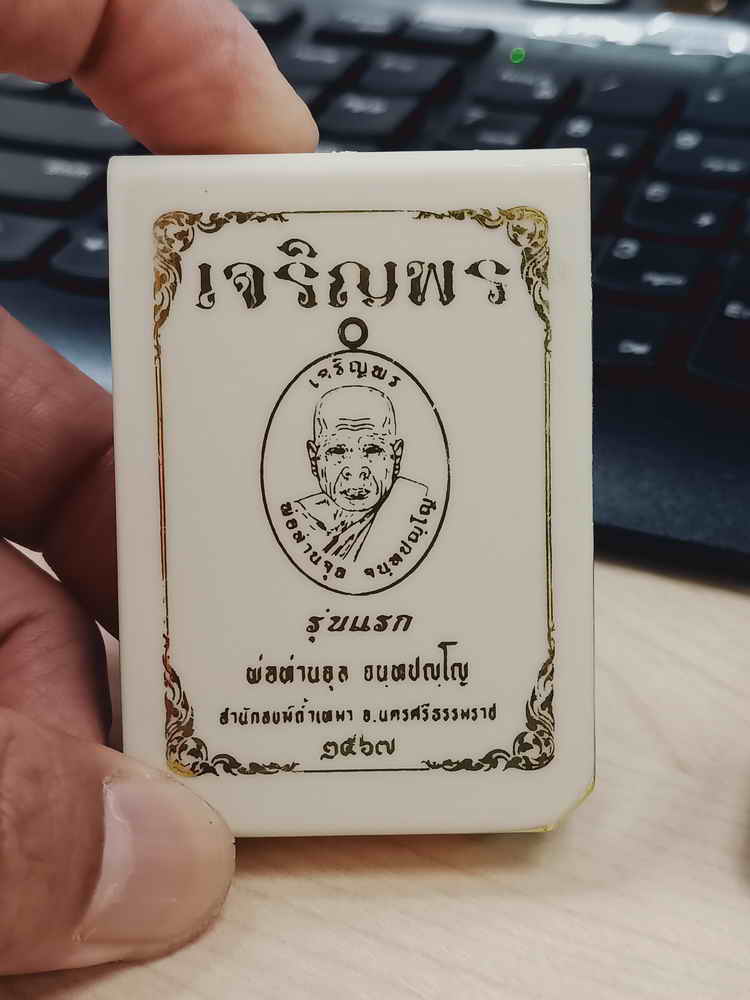 เจริญพร
เจริญพร
พ่อท่านจุล จนฺทปญฺโญ
รุ่นแรก
พ่อท่านจุล จนฺทปญฺโญ
สำนักสงฆ์ถ้ำเทพา จ.นครศรีธรรมราช
๒๕๖๗